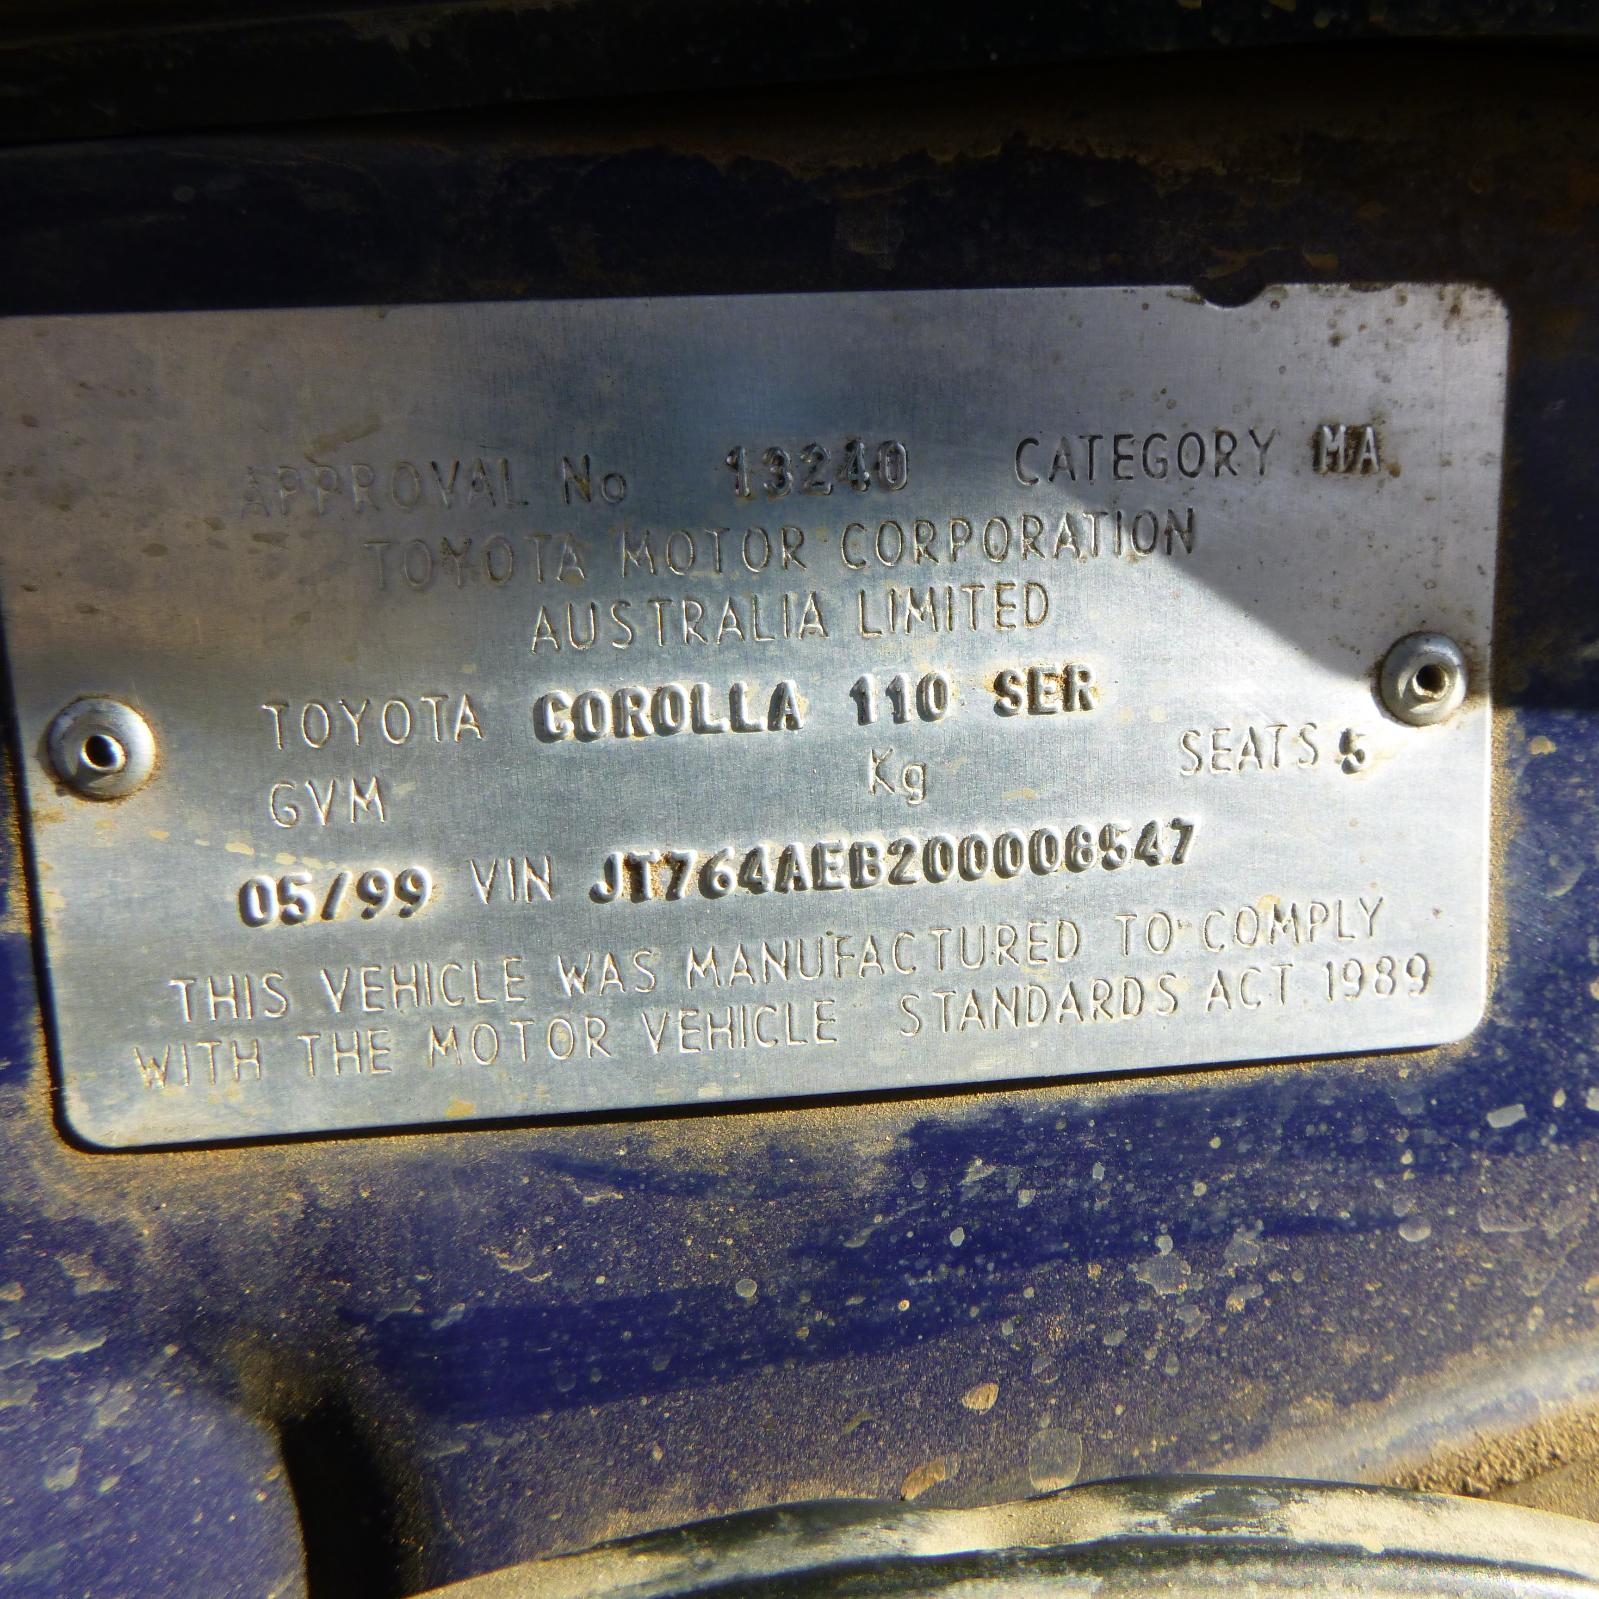 APPROVAL No 13240 CATEGORY MA
TOYOTA MOTOR CORPORATION
AUSTRALIA LIMITED
TOYOTA COROLLA 110 SER
GVM Kg SEATS 5
05/99 VIN JT764AEB200008547
THIS VEHICLE WAS MANUFACTURED TO COMPLY
WITH THE MOTOR VEHICLE STANDARDS ACT 1989